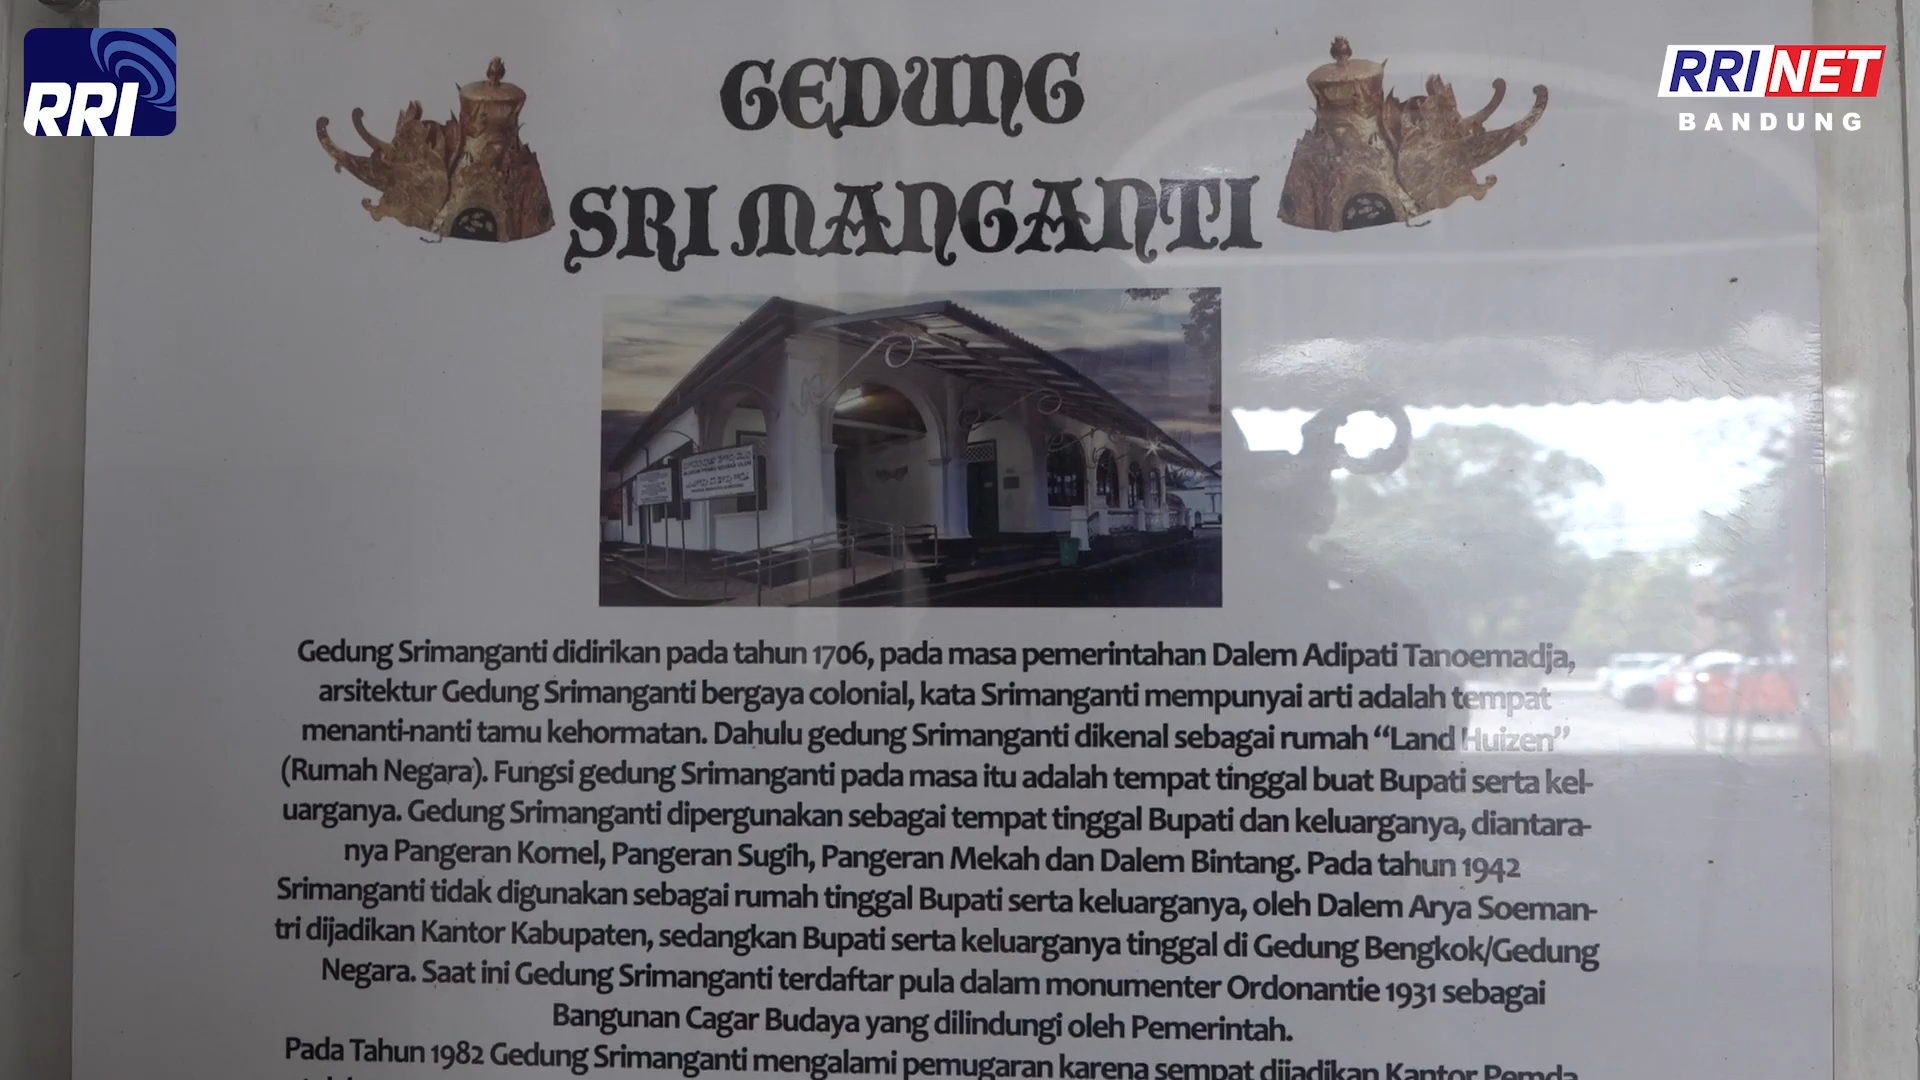 RRI
RRI NET
BANDUNG
GEDUNG
SRI MANGANTI
Gedung Srimanganti didirikan pada tahun 1706, pada masa pemerintahan Dalem Adipati Tanoemadja,
arsitektur Gedung Srimanganti bergaya colonial, kata Srimanganti mempunyai arti adalah tempat
menanti-nanti tamu kehormatan. Dahulu gedung Srimanganti dikenal sebagai rumah “Land Huizen”
(Rumah Negara). Fungsi gedung Srimanganti pada masa itu adalah tempat tinggal buat Bupati serta kel-
uarganya. Gedung Srimanganti dipergunakan sebagai tempat tinggal Bupati dan keluarganya, diantara-
nya Pangeran Kornel, Pangeran Sugih, Pangeran Mekah dan Dalem Bintang. Pada tahun 1942
Srimanganti tidak digunakan sebagai rumah tinggal Bupati serta keluarganya, oleh Dalem Arya Soeman-
tri dijadikan Kantor Kabupaten, sedangkan Bupati serta keluarganya tinggal di Gedung Bengkok/Gedung
Negara. Saat ini Gedung Srimanganti terdaftar pula dalam monumenter Ordonantie 1931 sebagai
Bangunan Cagar Budaya yang dilindungi oleh Pemerintah.
Pada Tahun 1982 Gedung Srimanganti mengalami pemugaran karena sempat dijadikan Kantor Pemda